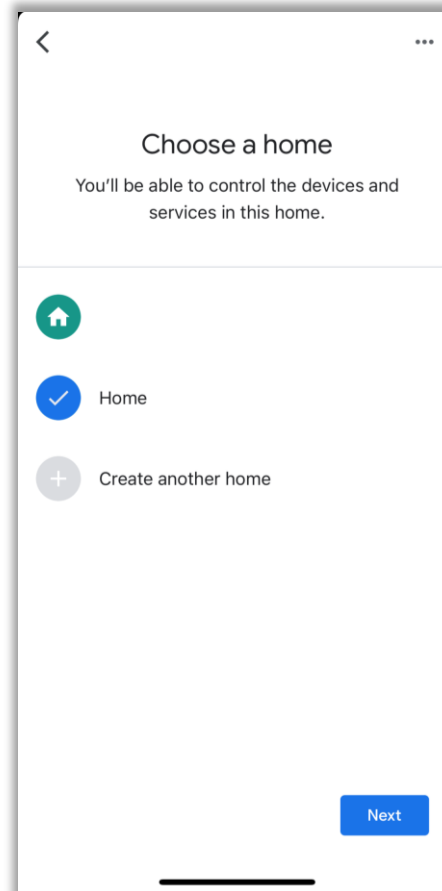 Choose a home
You'll be able to control the devices and
services in this home.
Home
Create another home
Next